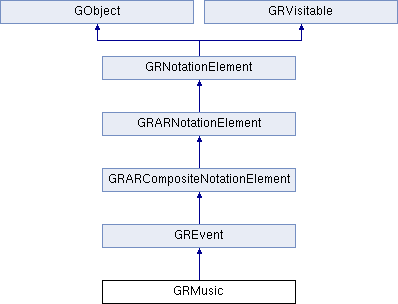 GObject
GRVisitable
GRNotationElement
GRARNotationElement
GRARCompositeNotationElement
GREvent
GRMusic